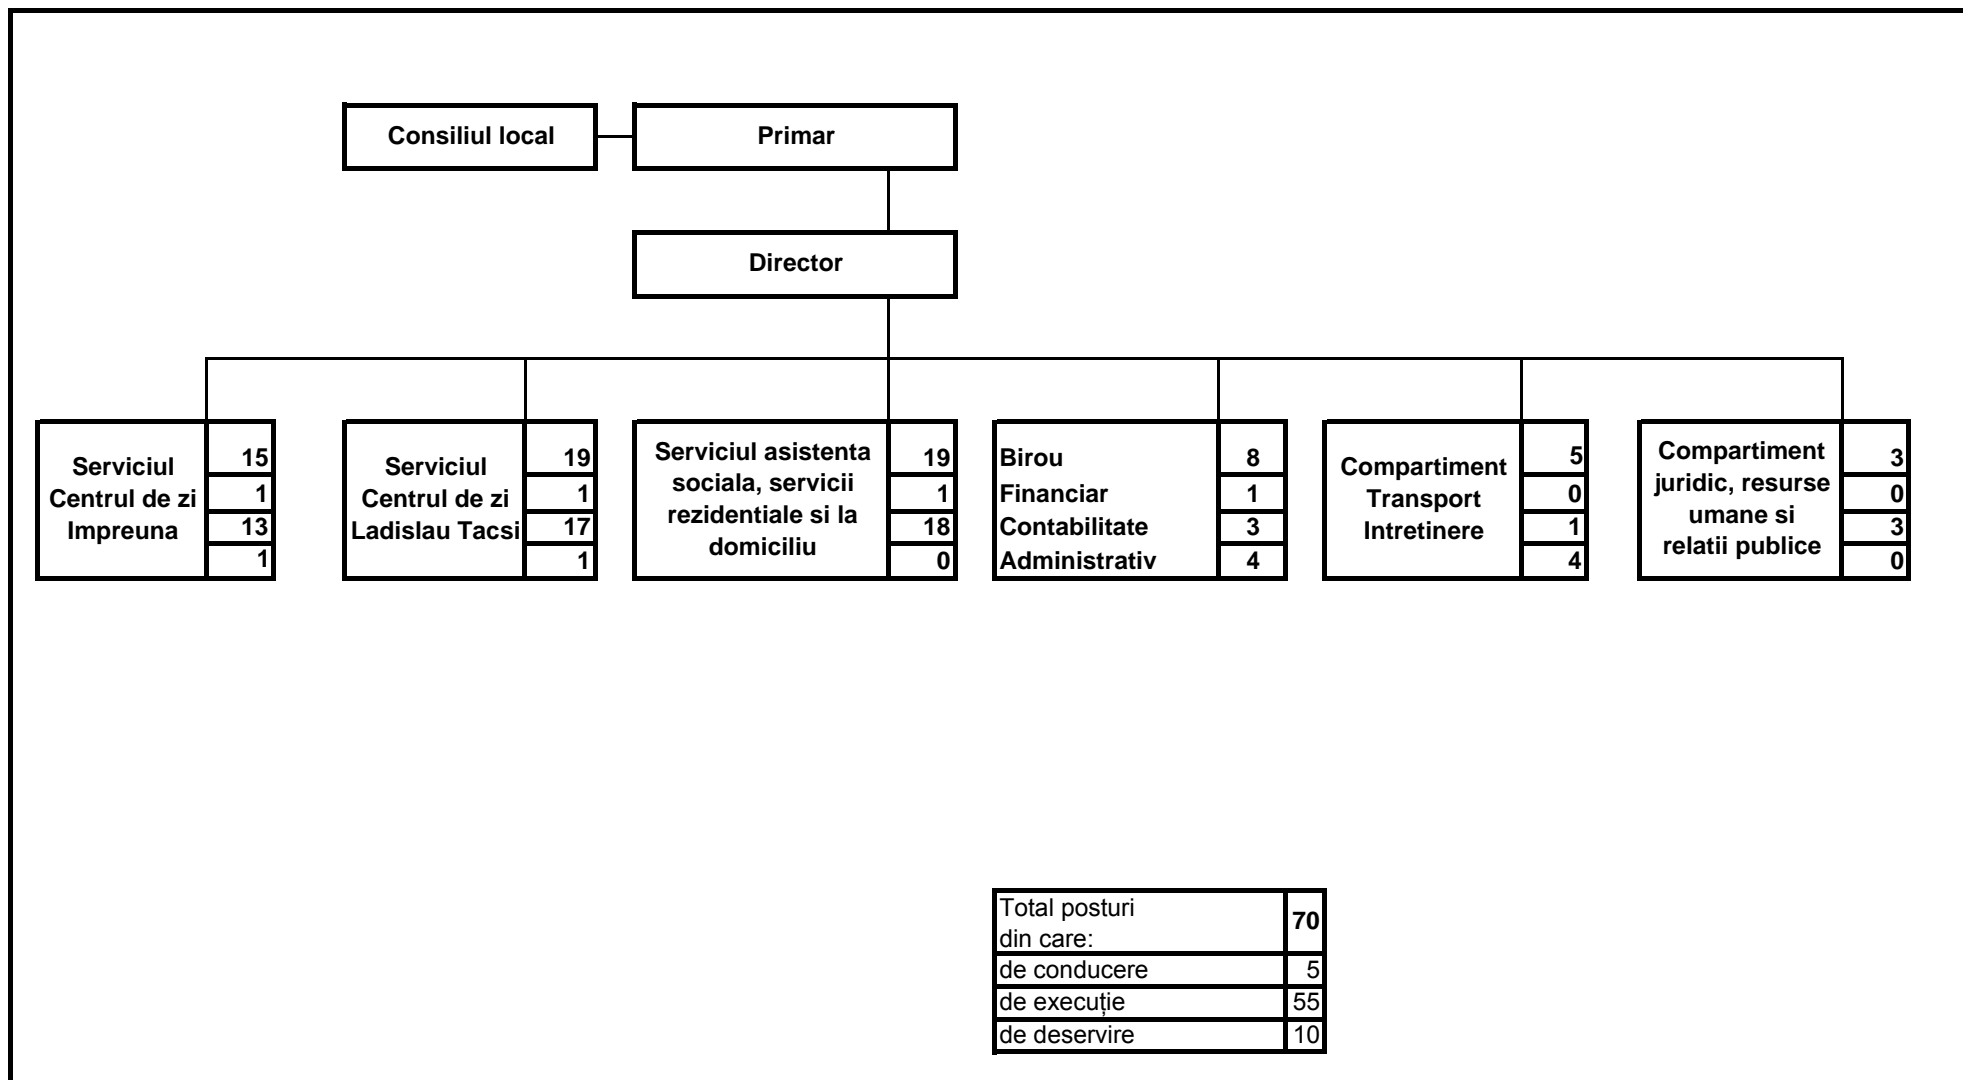 Consiliul local
Primar
Director
Serviciul
Centrul de zi
Impreuna
15
1
13
1
Serviciul
Centrul de zi
Ladislau Tacsi
19
1
17
1
Serviciul asistenta
sociala, servicii
rezidentiale si la
domiciliu
19
1
18
0
Birou 8
Financiar 1
Contabilitate 3
Administrativ 4
Compartiment
Transport
Intretinere
5
0
1
4
Compartiment
juridic, resurse
umane si
relatii publice
3
0
3
0
Total posturi
din care:
70
de conducere 5
de execuție 55
de deservire 10